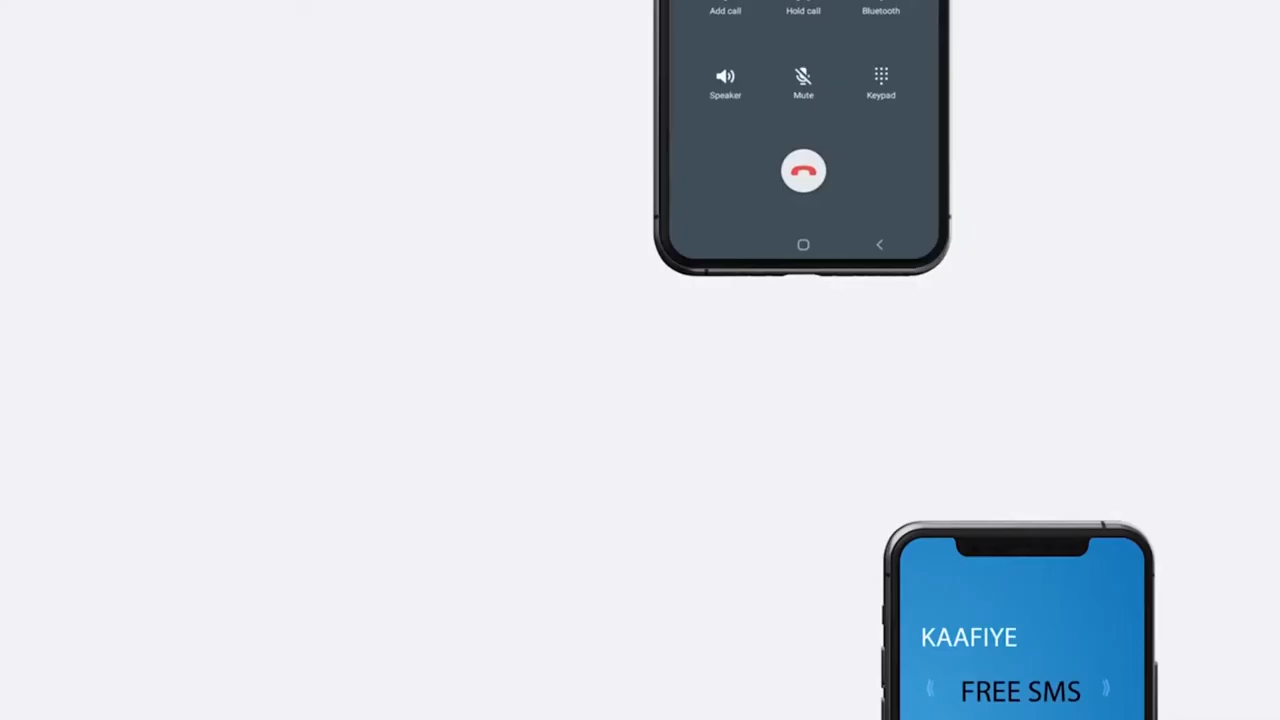 Add call Hold call Bluetooth
Speaker Mute Keypad
KAAFIYE
FREE SMS